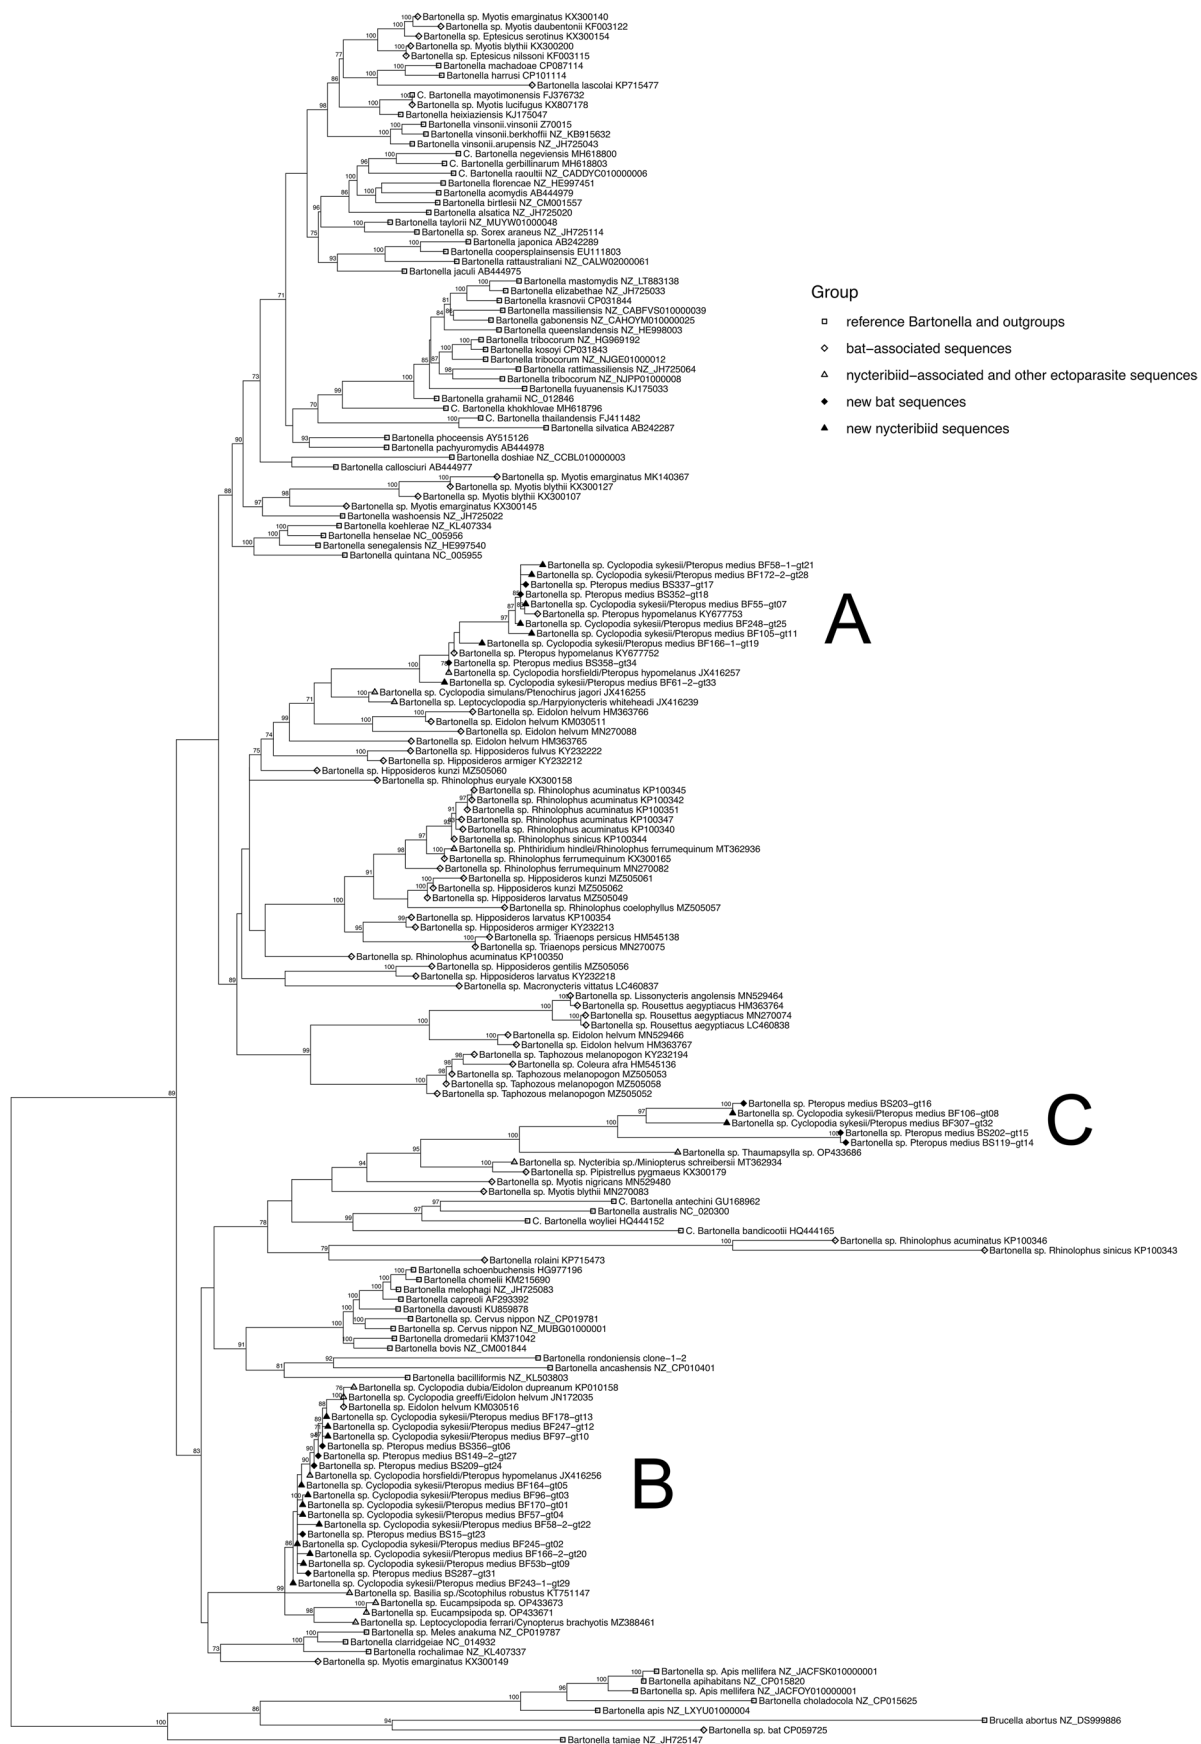 Bartonella sp. Myotis emarginatus KX300140
Bartonella sp. Myotis daubentonii KF003122
Bartonella sp. Eptesicus serotinus KX300154
Bartonella sp. Myotis blythii KX300200
Bartonella sp. Eptesicus nilssoni KF003115
Bartonella machadoae CP087114
Bartonella harrusi CP101114
Bartonella lascolai KP715477
C. Bartonella mayotimonensis FJ376732
Bartonella sp. Myotis lucifugus KX807178
Bartonella heixiaziensis KJ175047
Bartonella vinsonii.vinsonii Z70015
Bartonella vinsonii.berkhoffii NZ_KB915632
Bartonella vinsonii.arupensis NZ_JH725043
C. Bartonella negeviensis MH618800
C. Bartonella gerbillinarum MH618803
C. Bartonella raoultii NZ_CADDYC010000006
Bartonella florencae NZ_HE997451
Bartonella acomydis AB444979
Bartonella birtlesii NZ_CM001557
Bartonella alsatica NZ_JH725020
Bartonella taylorii NZ_MUYW01000048
Bartonella sp. Sorex araneus NZ_JH725114
Bartonella japonica AB242289
Bartonella coopersplainsensis EU111803
Bartonella rattaustraliani NZ_CALW02000061
Bartonella jaculi AB444975
Bartonella mastomydis NZ_LT883138
Bartonella elizabethae NZ_JH725033
Bartonella krasnovii CP031844
Bartonella massiliensis NZ_CABFVS010000039
Bartonella gabonensis NZ_CAHOYM010000025
Bartonella queenslandensis NZ_HE998003
Bartonella tribocorum NZ_HG969192
Bartonella kosoyi CP031843
Bartonella tribocorum NZ_NJGE01000012
Bartonella rattimassiliensis NZ_JH725064
Bartonella tribocorum NZ_NJPP01000008
Bartonella fuyuanensis KJ175033
Bartonella grahamii NC_012846
C. Bartonella khokhlovae MH618796
C. Bartonella thailandensis FJ411482
Bartonella silvatica AB242287
Bartonella phoceensis AY515126
Bartonella pachyuromydis AB444978
Bartonella doshiae NZ_CCBL010000003
Bartonella callosciuri AB444977
Bartonella sp. Myotis emarginatus MK140367
Bartonella sp. Myotis blythii KX300127
Bartonella sp. Myotis blythii KX300107
Bartonella sp. Myotis emarginatus KX300145
Bartonella washoensis NZ_JH725022
Bartonella koehlerae NZ_KL407334
Bartonella henselae NC_005956
Bartonella senegalensis NZ_HE997540
Bartonella quintana NC_005955
Group
reference Bartonella and outgroups
bat−associated sequences
nycteribiid−associated and other ectoparasite sequences
new bat sequences
new nycteribiid sequences
Bartonella sp. Cyclopodia sykesii/Pteropus medius BF58−1−gt21
Bartonella sp. Cyclopodia sykesii/Pteropus medius BF172−2−gt28
Bartonella sp. Pteropus medius BS337−gt17
Bartonella sp. Pteropus medius BS352−gt18
Bartonella sp. Cyclopodia sykesii/Pteropus medius BF55−gt07
Bartonella sp. Pteropus hypomelanus KY677753
Bartonella sp. Cyclopodia sykesii/Pteropus medius BF248−gt25
Bartonella sp. Cyclopodia sykesii/Pteropus medius BF105−gt11
Bartonella sp. Cyclopodia sykesii/Pteropus medius BF166−1−gt19
Bartonella sp. Pteropus hypomelanus KY677752
Bartonella sp. Pteropus medius BS358−gt34
Bartonella sp. Cyclopodia horsfieldi/Pteropus hypomelanus JX416257
Bartonella sp. Cyclopodia sykesii/Pteropus medius BF61−2−gt33
A
Bartonella sp. Cyclopodia simulans/Ptenochirus jagori JX416255
Bartonella sp. Leptocyclopodia sp./Harpyionycteris whiteheadi JX416239
Bartonella sp. Eidolon helvum HM363766
Bartonella sp. Eidolon helvum KM030511
Bartonella sp. Eidolon helvum MN270088
Bartonella sp. Eidolon helvum HM363765
Bartonella sp. Hipposideros fulvus KY232222
Bartonella sp. Hipposideros armiger KY232212
Bartonella sp. Hipposideros kunzi MZ505060
Bartonella sp. Rhinolophus euryale KX300158
Bartonella sp. Rhinolophus acuminatus KP100345
Bartonella sp. Rhinolophus acuminatus KP100342
Bartonella sp. Rhinolophus acuminatus KP100351
Bartonella sp. Rhinolophus acuminatus KP100347
Bartonella sp. Rhinolophus acuminatus KP100340
Bartonella sp. Rhinolophus sinicus KP100344
Bartonella sp. Phthiridium hindlei/Rhinolophus ferrumequinum MT362936
Bartonella sp. Rhinolophus ferrumequinum KX300165
Bartonella sp. Rhinolophus ferrumequinum MN270082
Bartonella sp. Hipposideros kunzi MZ505061
Bartonella sp. Hipposideros kunzi MZ505062
Bartonella sp. Hipposideros larvatus MZ505049
Bartonella sp. Rhinolophus coelophyllus MZ505057
Bartonella sp. Hipposideros larvatus KP100354
Bartonella sp. Hipposideros armiger KY232213
Bartonella sp. Triaenops persicus HM545138
Bartonella sp. Triaenops persicus MN270075
Bartonella sp. Rhinolophus acuminatus KP100350
Bartonella sp. Hipposideros gentilis MZ505056
Bartonella sp. Hipposideros larvatus KY232218
Bartonella sp. Macronycteris vittatus LC460837
Bartonella sp. Lissonycteris angolensis MN529464
Bartonella sp. Rousettus aegyptiacus HM363764
Bartonella sp. Rousettus aegyptiacus MN270074
Bartonella sp. Rousettus aegyptiacus LC460838
Bartonella sp. Eidolon helvum MN529466
Bartonella sp. Eidolon helvum HM363767
Bartonella sp. Taphozous melanopogon KY232194
Bartonella sp. Coleura afra HM545136
Bartonella sp. Taphozous melanopogon MZ505053
Bartonella sp. Taphozous melanopogon MZ505058
Bartonella sp. Taphozous melanopogon MZ505052
Bartonella sp. Pteropus medius BS203−gt16
Bartonella sp. Cyclopodia sykesii/Pteropus medius BF106−gt08
Bartonella sp. Cyclopodia sykesii/Pteropus medius BF307−gt32
Bartonella sp. Pteropus medius BS202−gt15
Bartonella sp. Pteropus medius BS119−gt14
C
Bartonella sp. Thaumapsylla sp. OP433686
Bartonella sp. Nycteribia sp./Miniopterus schreibersii MT362934
Bartonella sp. Pipistrellus pygmaeus KX300179
Bartonella sp. Myotis nigricans MN529480
Bartonella sp. Myotis blythii MN270083
C. Bartonella antechini GU168962
Bartonella australis NC_020300
C. Bartonella woyliei HQ444152
C. Bartonella bandicootii HQ444165
Bartonella sp. Rhinolophus acuminatus KP100346
Bartonella sp. Rhinolophus sinicus KP100343
Bartonella rolaini KP715473
Bartonella schoenbuchensis HG977196
Bartonella chomelii KM215690
Bartonella melophagi NZ_JH725083
Bartonella capreoli AF293392
Bartonella davousti KU859878
Bartonella sp. Cervus nippon NZ_CP019781
Bartonella sp. Cervus nippon NZ_MUBG01000001
Bartonella dromedarii KM371042
Bartonella bovis NZ_CM001844
Bartonella rondoniensis clone−1−2
Bartonella ancashensis NZ_CP010401
Bartonella bacilliformis NZ_KL503803
Bartonella sp. Cyclopodia dubia/Eidolon dupreanum KP010158
Bartonella sp. Cyclopodia greeffi/Eidolon helvum JN172035
Bartonella sp. Eidolon helvum KM030516
Bartonella sp. Cyclopodia sykesii/Pteropus medius BF178−gt13
Bartonella sp. Cyclopodia sykesii/Pteropus medius BF247−gt12
Bartonella sp. Cyclopodia sykesii/Pteropus medius BF97−gt10
Bartonella sp. Pteropus medius BS356−gt06
Bartonella sp. Pteropus medius BS149−2−gt27
Bartonella sp. Pteropus medius BS209−gt24
Bartonella sp. Cyclopodia horsfieldi/Pteropus hypomelanus JX416256
Bartonella sp. Cyclopodia sykesii/Pteropus medius BF164−gt05
Bartonella sp. Cyclopodia sykesii/Pteropus medius BF96−gt03
Bartonella sp. Cyclopodia sykesii/Pteropus medius BF170−gt01
Bartonella sp. Cyclopodia sykesii/Pteropus medius BF57−gt04
Bartonella sp. Cyclopodia sykesii/Pteropus medius BF58−2−gt22
Bartonella sp. Pteropus medius BS15−gt23
Bartonella sp. Cyclopodia sykesii/Pteropus medius BF245−gt02
Bartonella sp. Cyclopodia sykesii/Pteropus medius BF166−2−gt20
Bartonella sp. Cyclopodia sykesii/Pteropus medius BF53b−gt09
Bartonella sp. Pteropus medius BS287−gt31
Bartonella sp. Cyclopodia sykesii/Pteropus medius BF243−1−gt29
B
Bartonella sp. Basilia sp./Scotophilus robustus KT751147
Bartonella sp. Eucampsipoda sp. OP433673
Bartonella sp. Eucampsipoda sp. OP433671
Bartonella sp. Leptocyclopodia ferrari/Cynopterus brachyotis MZ388461
Bartonella sp. Meles anakuma NZ_CP019787
Bartonella clarridgeiae NC_014932
Bartonella rochalimae NZ_KL407337
Bartonella sp. Myotis emarginatus KX300149
Bartonella sp. Apis mellifera NZ_JACFSK010000001
Bartonella apihabitans NZ_CP015820
Bartonella sp. Apis mellifera NZ_JACFOY010000001
Bartonella choladocola NZ_CP015625
Bartonella apis NZ_LXYU01000004
Brucella abortus NZ_DS999886
Bartonella sp. bat CP059725
Bartonella tamiae NZ_JH725147